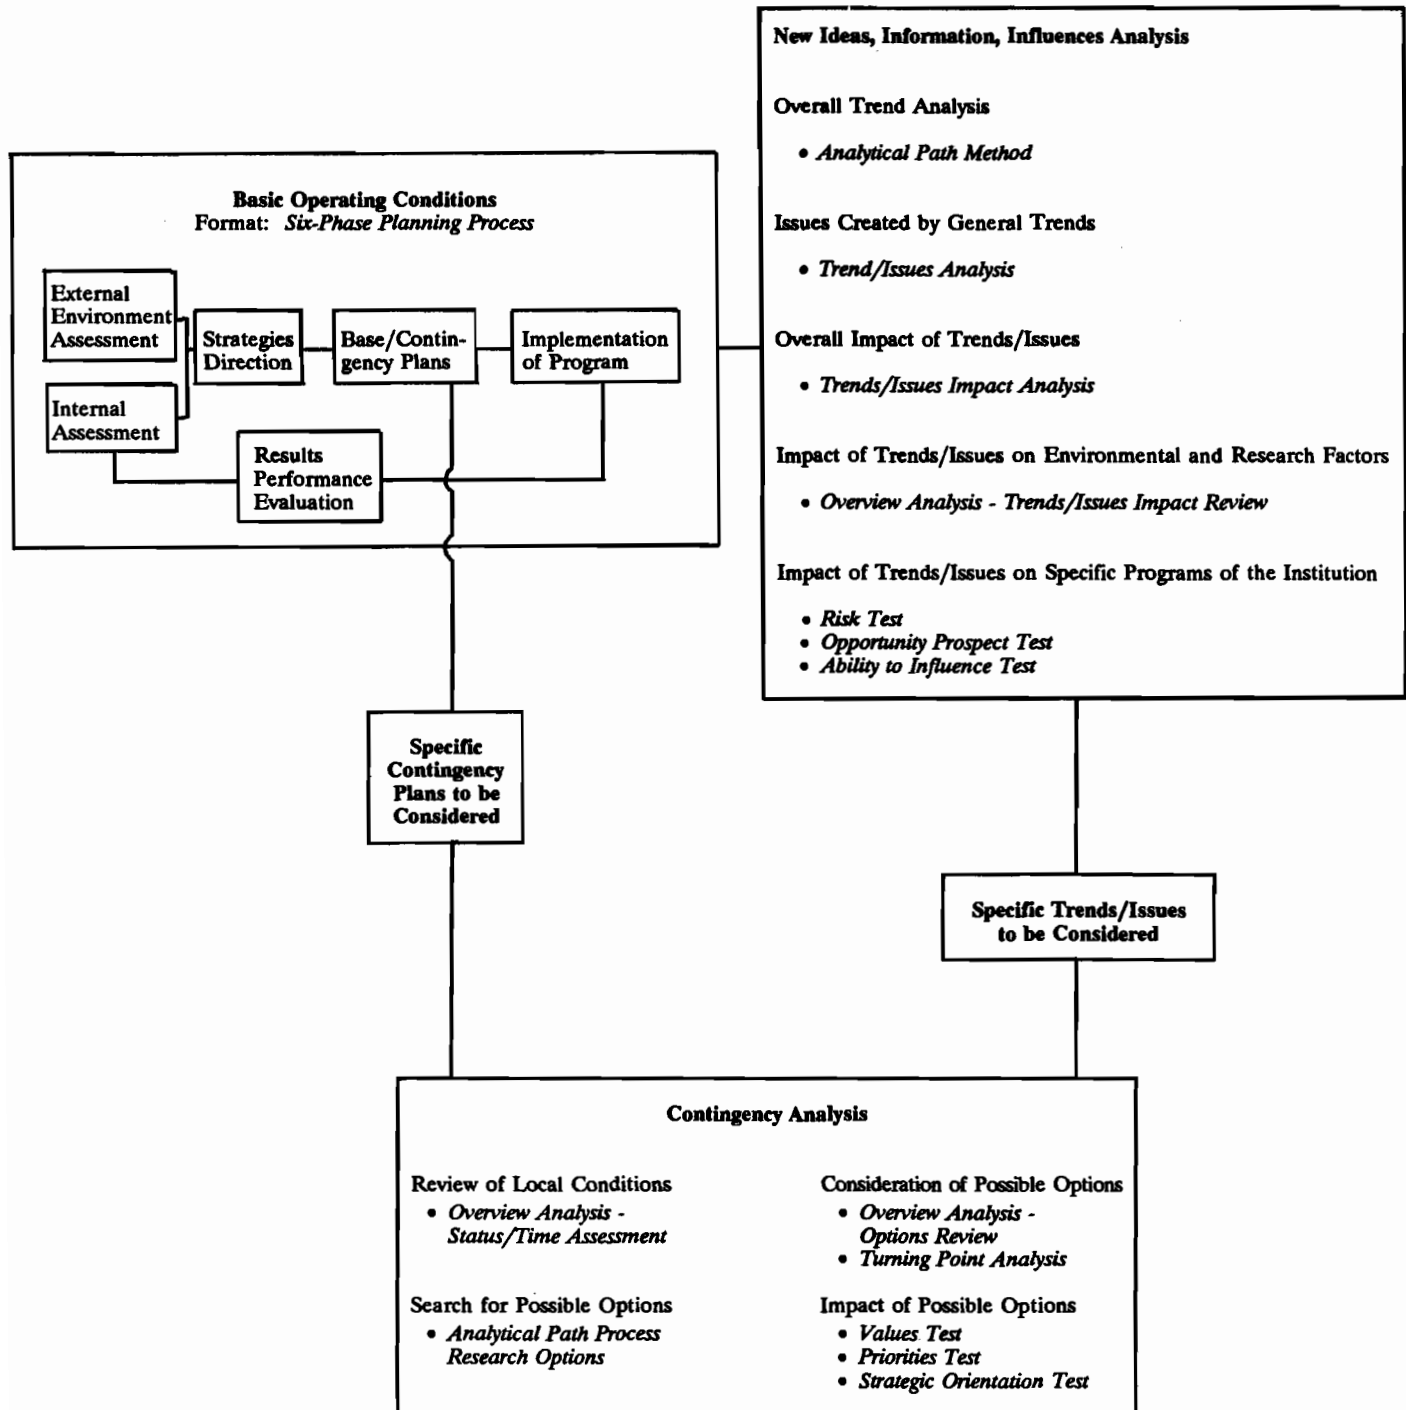 New Ideas, Information, Influences Analysis
Overall Trend Analysis
• Analytical Path Method
Issues Created by General Trends
• Trend/Issues Analysis
Overall Impact of Trends/Issues
• Trends/Issues Impact Analysis
Impact of Trends/Issues on Environmental and Research Factors
• Overview Analysis - Trends/Issues Impact Review
Impact of Trends/Issues on Specific Programs of the Institution
• Risk Test
• Opportunity Prospect Test
• Ability to Influence Test
Basic Operating Conditions
Format: Six-Phase Planning Process
External
Environment
Assessment
Internal
Assessment
Strategies
Direction
Base/Contin-
gency Plans
Implementation
of Program
Results
Performance
Evaluation
Specific
Contingency
Plans to be
Considered
Specific Trends/Issues
to be Considered
Contingency Analysis
Review of Local Conditions
• Overview Analysis -
Status/Time Assessment
Search for Possible Options
• Analytical Path Process
Research Options
Consideration of Possible Options
• Overview Analysis -
Options Review
• Turning Point Analysis
Impact of Possible Options
• Values Test
• Priorities Test
• Strategic Orientation Test